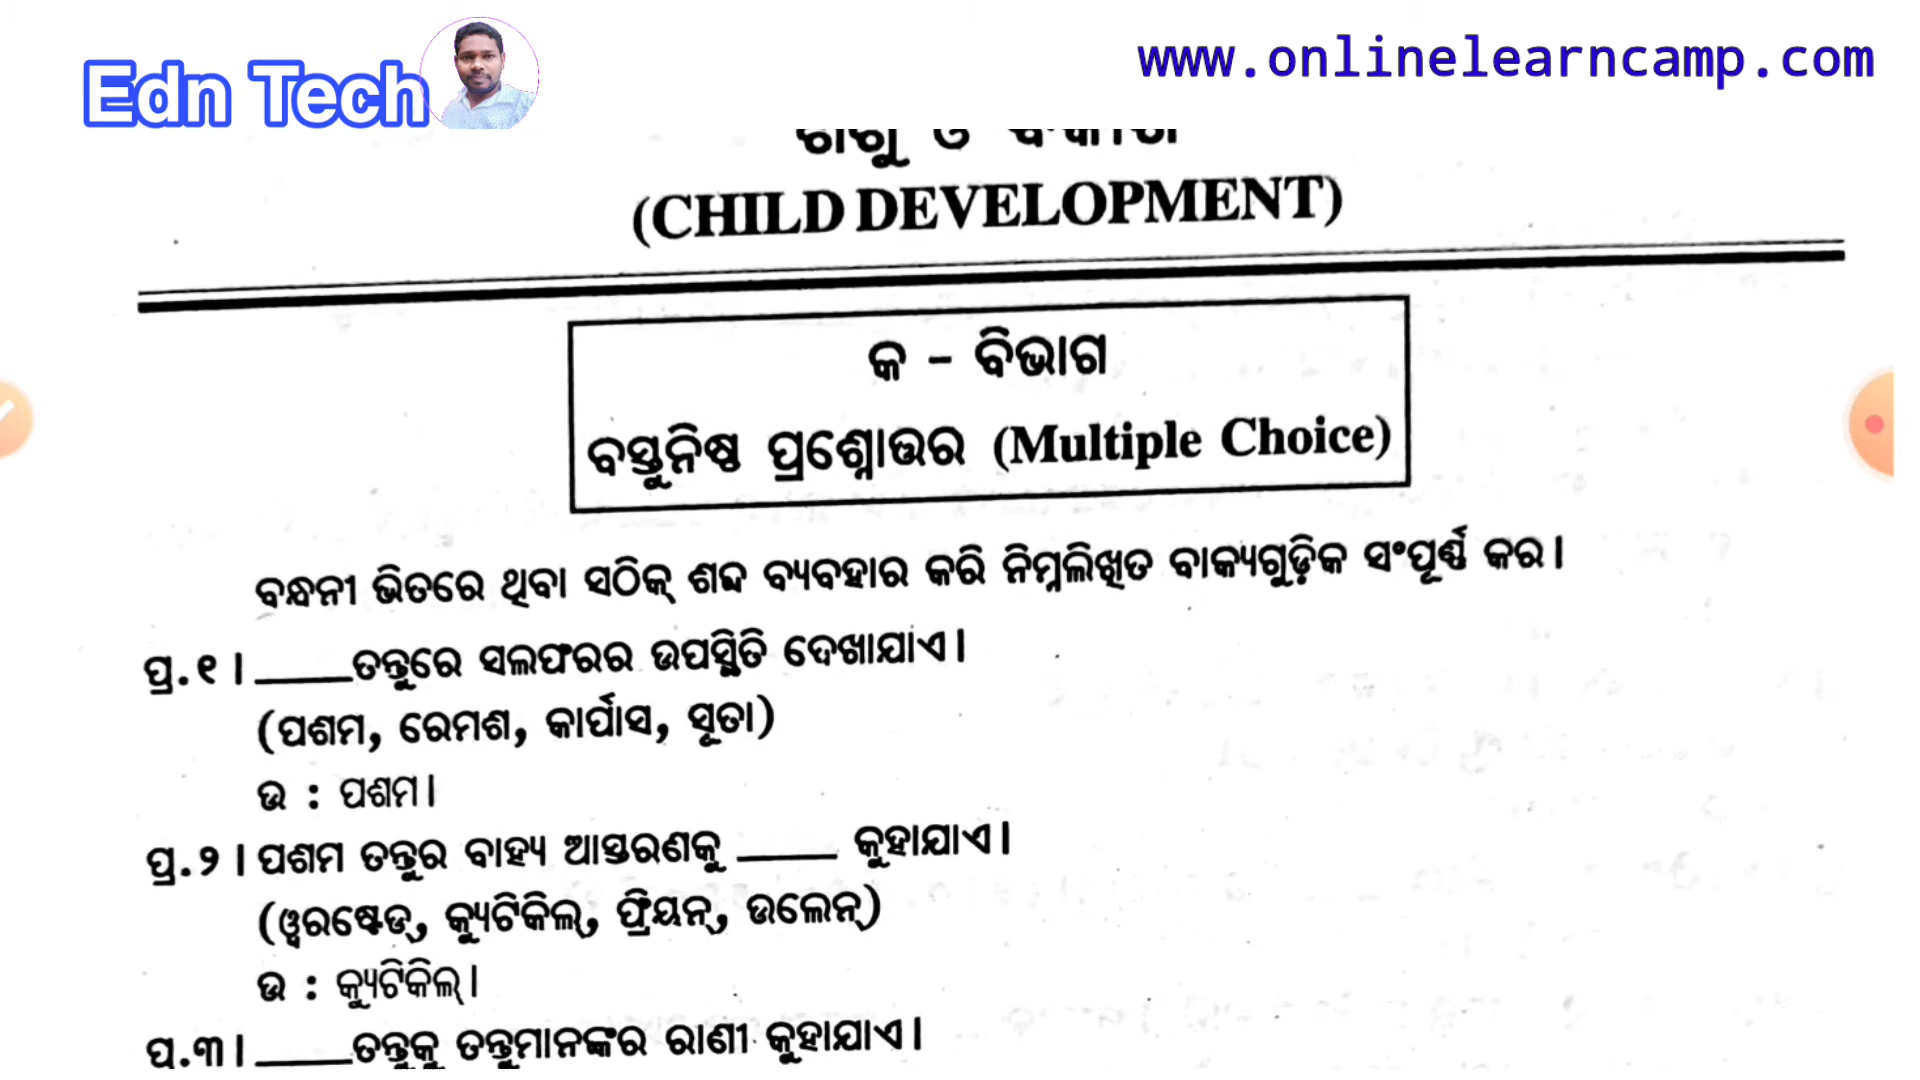 Edn Tech
www.onlinelearncamp.com
(CHILD DEVELOPMENT)
କ - ବିଭାଗ
ବସ୍ତୁନିଷ୍ଠ ପ୍ରଶ୍ନୋତ୍ତର (Multiple Choice)
ବନ୍ଧନୀ ଭିତରେ ଥିବା ସଠିକ୍ ଶବ୍ଦ ବ୍ୟବହାର କରି ନିମ୍ନଲିଖିତ ବାକ୍ୟଗୁଡ଼ିକ ସଂପୂର୍ଣ୍ଣ କର।
ପ୍ର.୧। ____ତନ୍ତୁରେ ସଲଫରର ଉପସ୍ଥିତି ଦେଖାଯାଏ।
(ପଶମ, ରେମଶ, କାର୍ପାସ, ସୂତା)
ଉ : ପଶମ।
ପ୍ର.୨। ପଶମ ତନ୍ତୁର ବାହ୍ୟ ଆସ୍ତରଣକୁ ____ କୁହାଯାଏ।
(ୱରଷ୍ଟେଡ୍, କ୍ୟୁଟିକିଲ୍, ଫ୍ରିୟନ୍, ଉଲେନ୍)
ଉ : କ୍ୟୁଟିକିଲ୍।
ପ୍ର.୩। ____ତନ୍ତୁକୁ ତନ୍ତୁମାନଙ୍କର ରାଣୀ କୁହାଯାଏ।